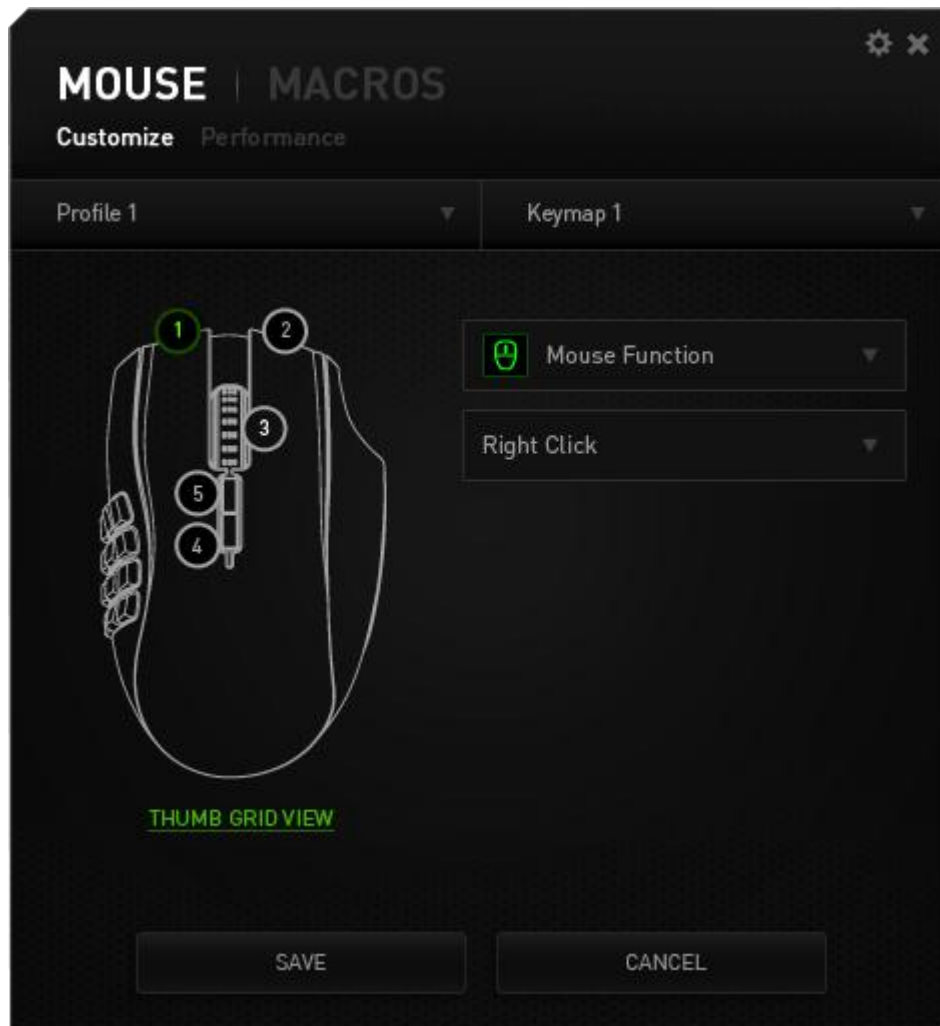 MOUSE | MACROS
Customize Performance
Profile 1 Keymap 1
1 2
Mouse Function
3
Right Click
5
4
THUMB GRID VIEW
SAVE CANCEL